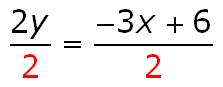 2y/2 = (−3x + 6)/2